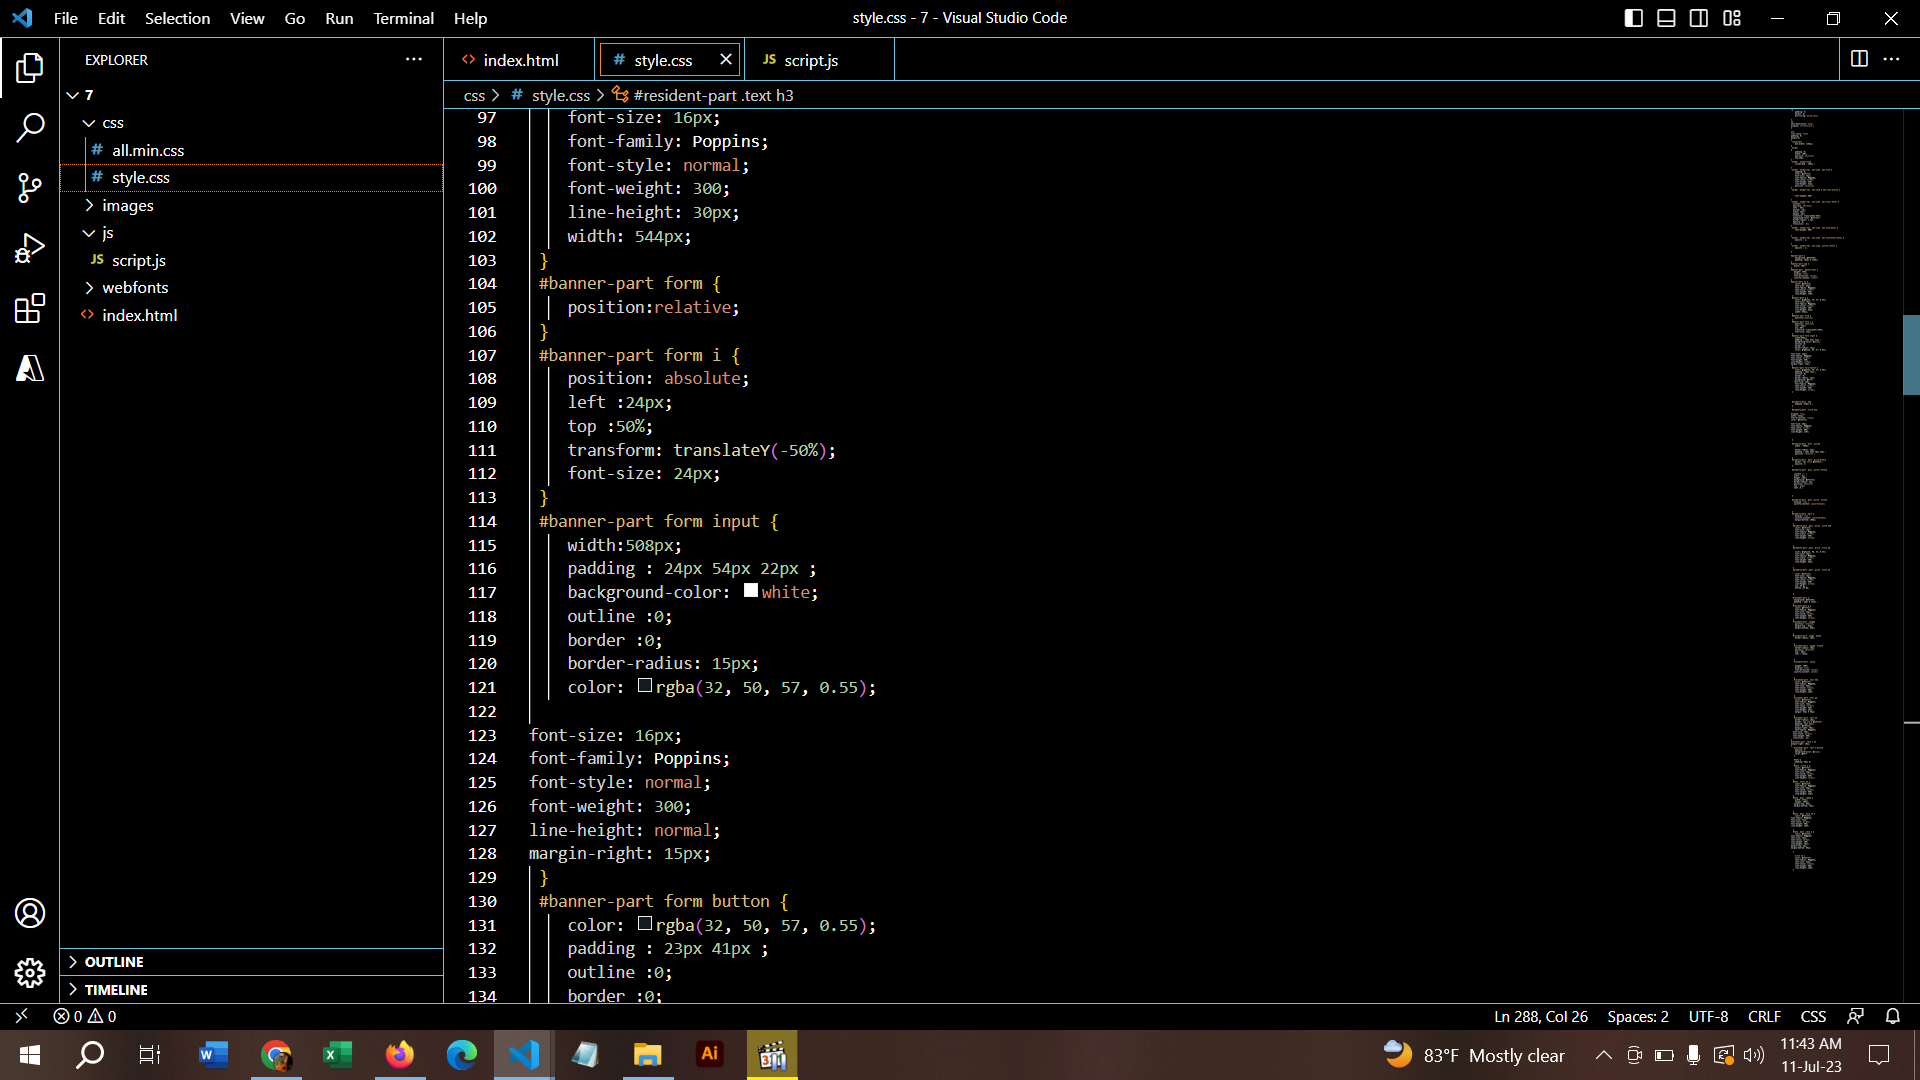 File Edit Selection View Go Run Terminal Help
style.css - 7 - Visual Studio Code
EXPLORER
7
css
# all.min.css
# style.css
images
js
JS script.js
webfonts
<> index.html
OUTLINE
TIMELINE
<> index.html # style.css JS script.js
css > # style.css > #resident-part .text h3
97 font-size: 16px;
98 font-family: Poppins;
99 font-style: normal;
100 font-weight: 300;
101 line-height: 30px;
102 width: 544px;
103 }
104 #banner-part form {
105 position:relative;
106 }
107 #banner-part form i {
108 position: absolute;
109 left :24px;
110 top :50%;
111 transform: translateY(-50%);
112 font-size: 24px;
113 }
114 #banner-part form input {
115 width:508px;
116 padding : 24px 54px 22px ;
117 background-color: white;
118 outline :0;
119 border :0;
120 border-radius: 15px;
121 color: rgba(32, 50, 57, 0.55);
122
123 font-size: 16px;
124 font-family: Poppins;
125 font-style: normal;
126 font-weight: 300;
127 line-height: normal;
128 margin-right: 15px;
129 }
130 #banner-part form button {
131 color: rgba(32, 50, 57, 0.55);
132 padding : 23px 41px ;
133 outline :0;
134 border :0;
0 0
Ln 288, Col 26 Spaces: 2 UTF-8 CRLF CSS
Ai
83°F Mostly clear
11:43 AM
11-Jul-23